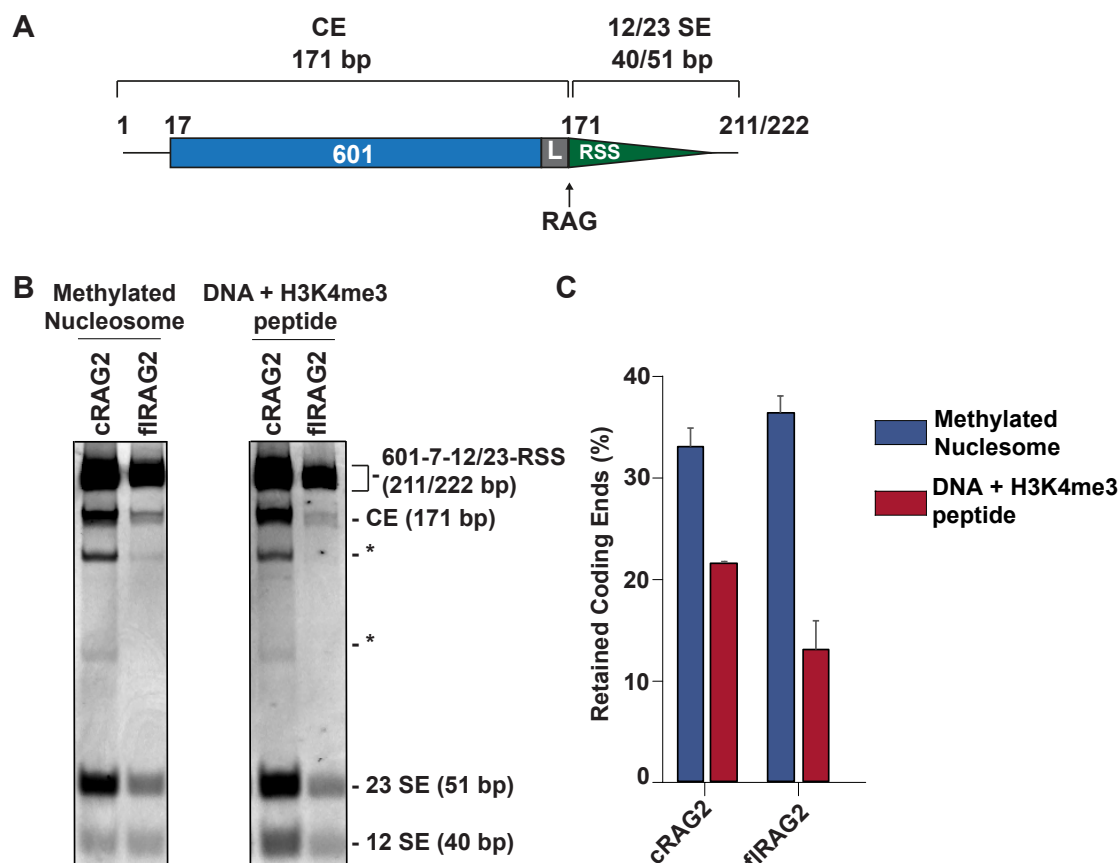 A
CE
171 bp
12/23 SE
40/51 bp
1
17
171
211/222
601
L
RSS
RAG
B
Methylated
Nucleosome
DNA + H3K4me3
peptide
cRAG2
flRAG2
cRAG2
flRAG2
601-7-12/23-RSS
(211/222 bp)
CE (171 bp)
*
*
23 SE (51 bp)
12 SE (40 bp)
C
Retained Coding Ends (%)
40
30
20
10
0
cRAG2
flRAG2
Methylated
Nuclesome
DNA + H3K4me3
peptide